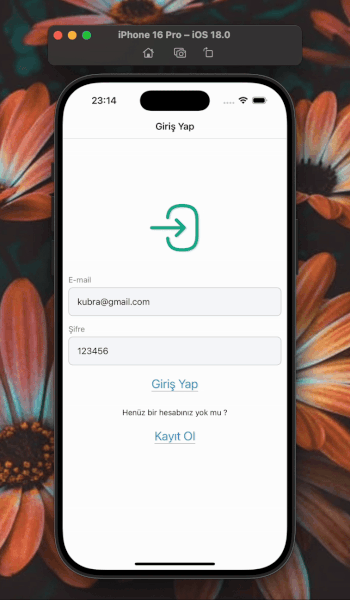 iPhone 16 Pro – iOS 18.0
23:14
Giriş Yap
E-mail
kubra@gmail.com
Şifre
123456
Giriş Yap
Henüz bir hesabınız yok mu ?
Kayıt Ol